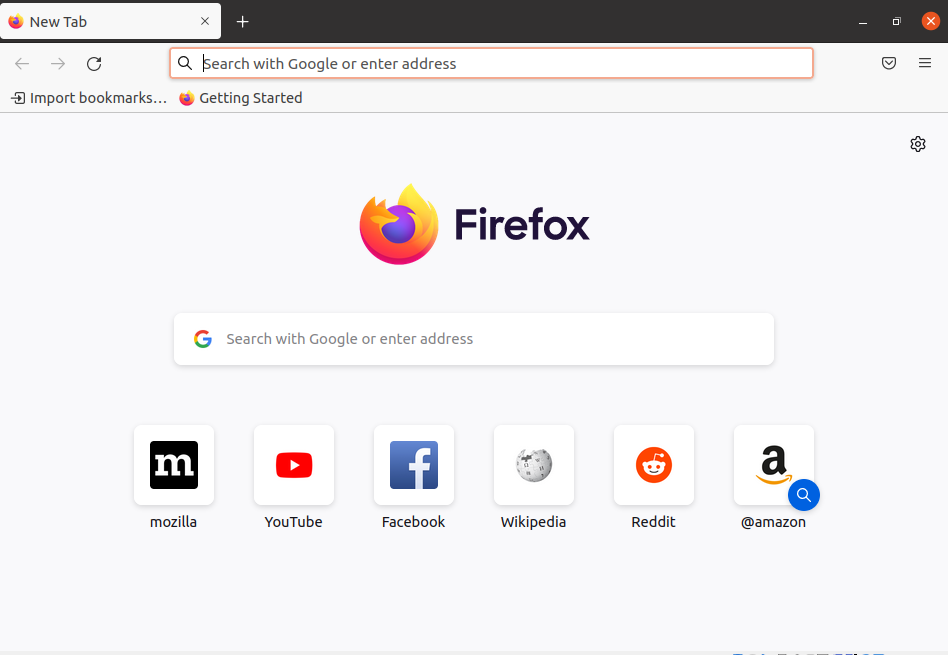 New Tab
Search with Google or enter address
Import bookmarks…
Getting Started
Firefox
Search with Google or enter address
m
a
mozilla
YouTube
Facebook
Wikipedia
Reddit
@amazon